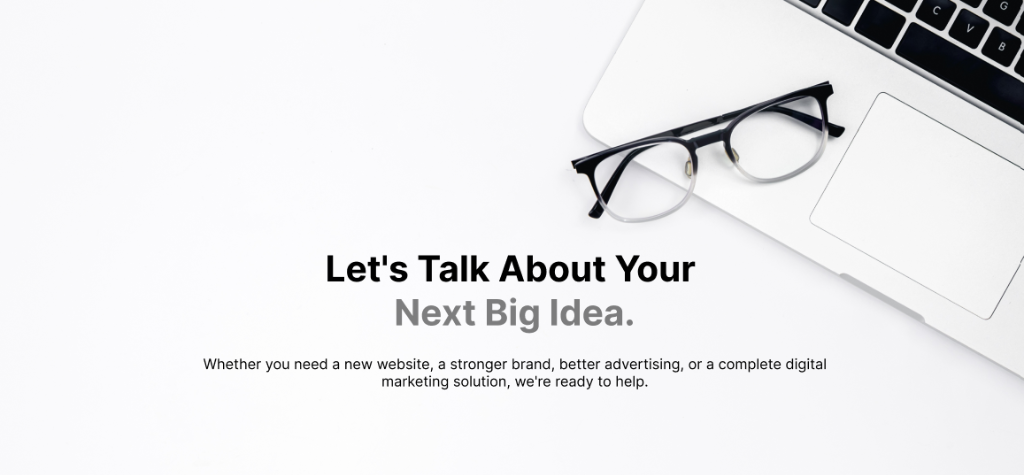 G
C
V
B
Let's Talk About Your
Next Big Idea.
Whether you need a new website, a stronger brand, better advertising, or a complete digital
marketing solution, we're ready to help.